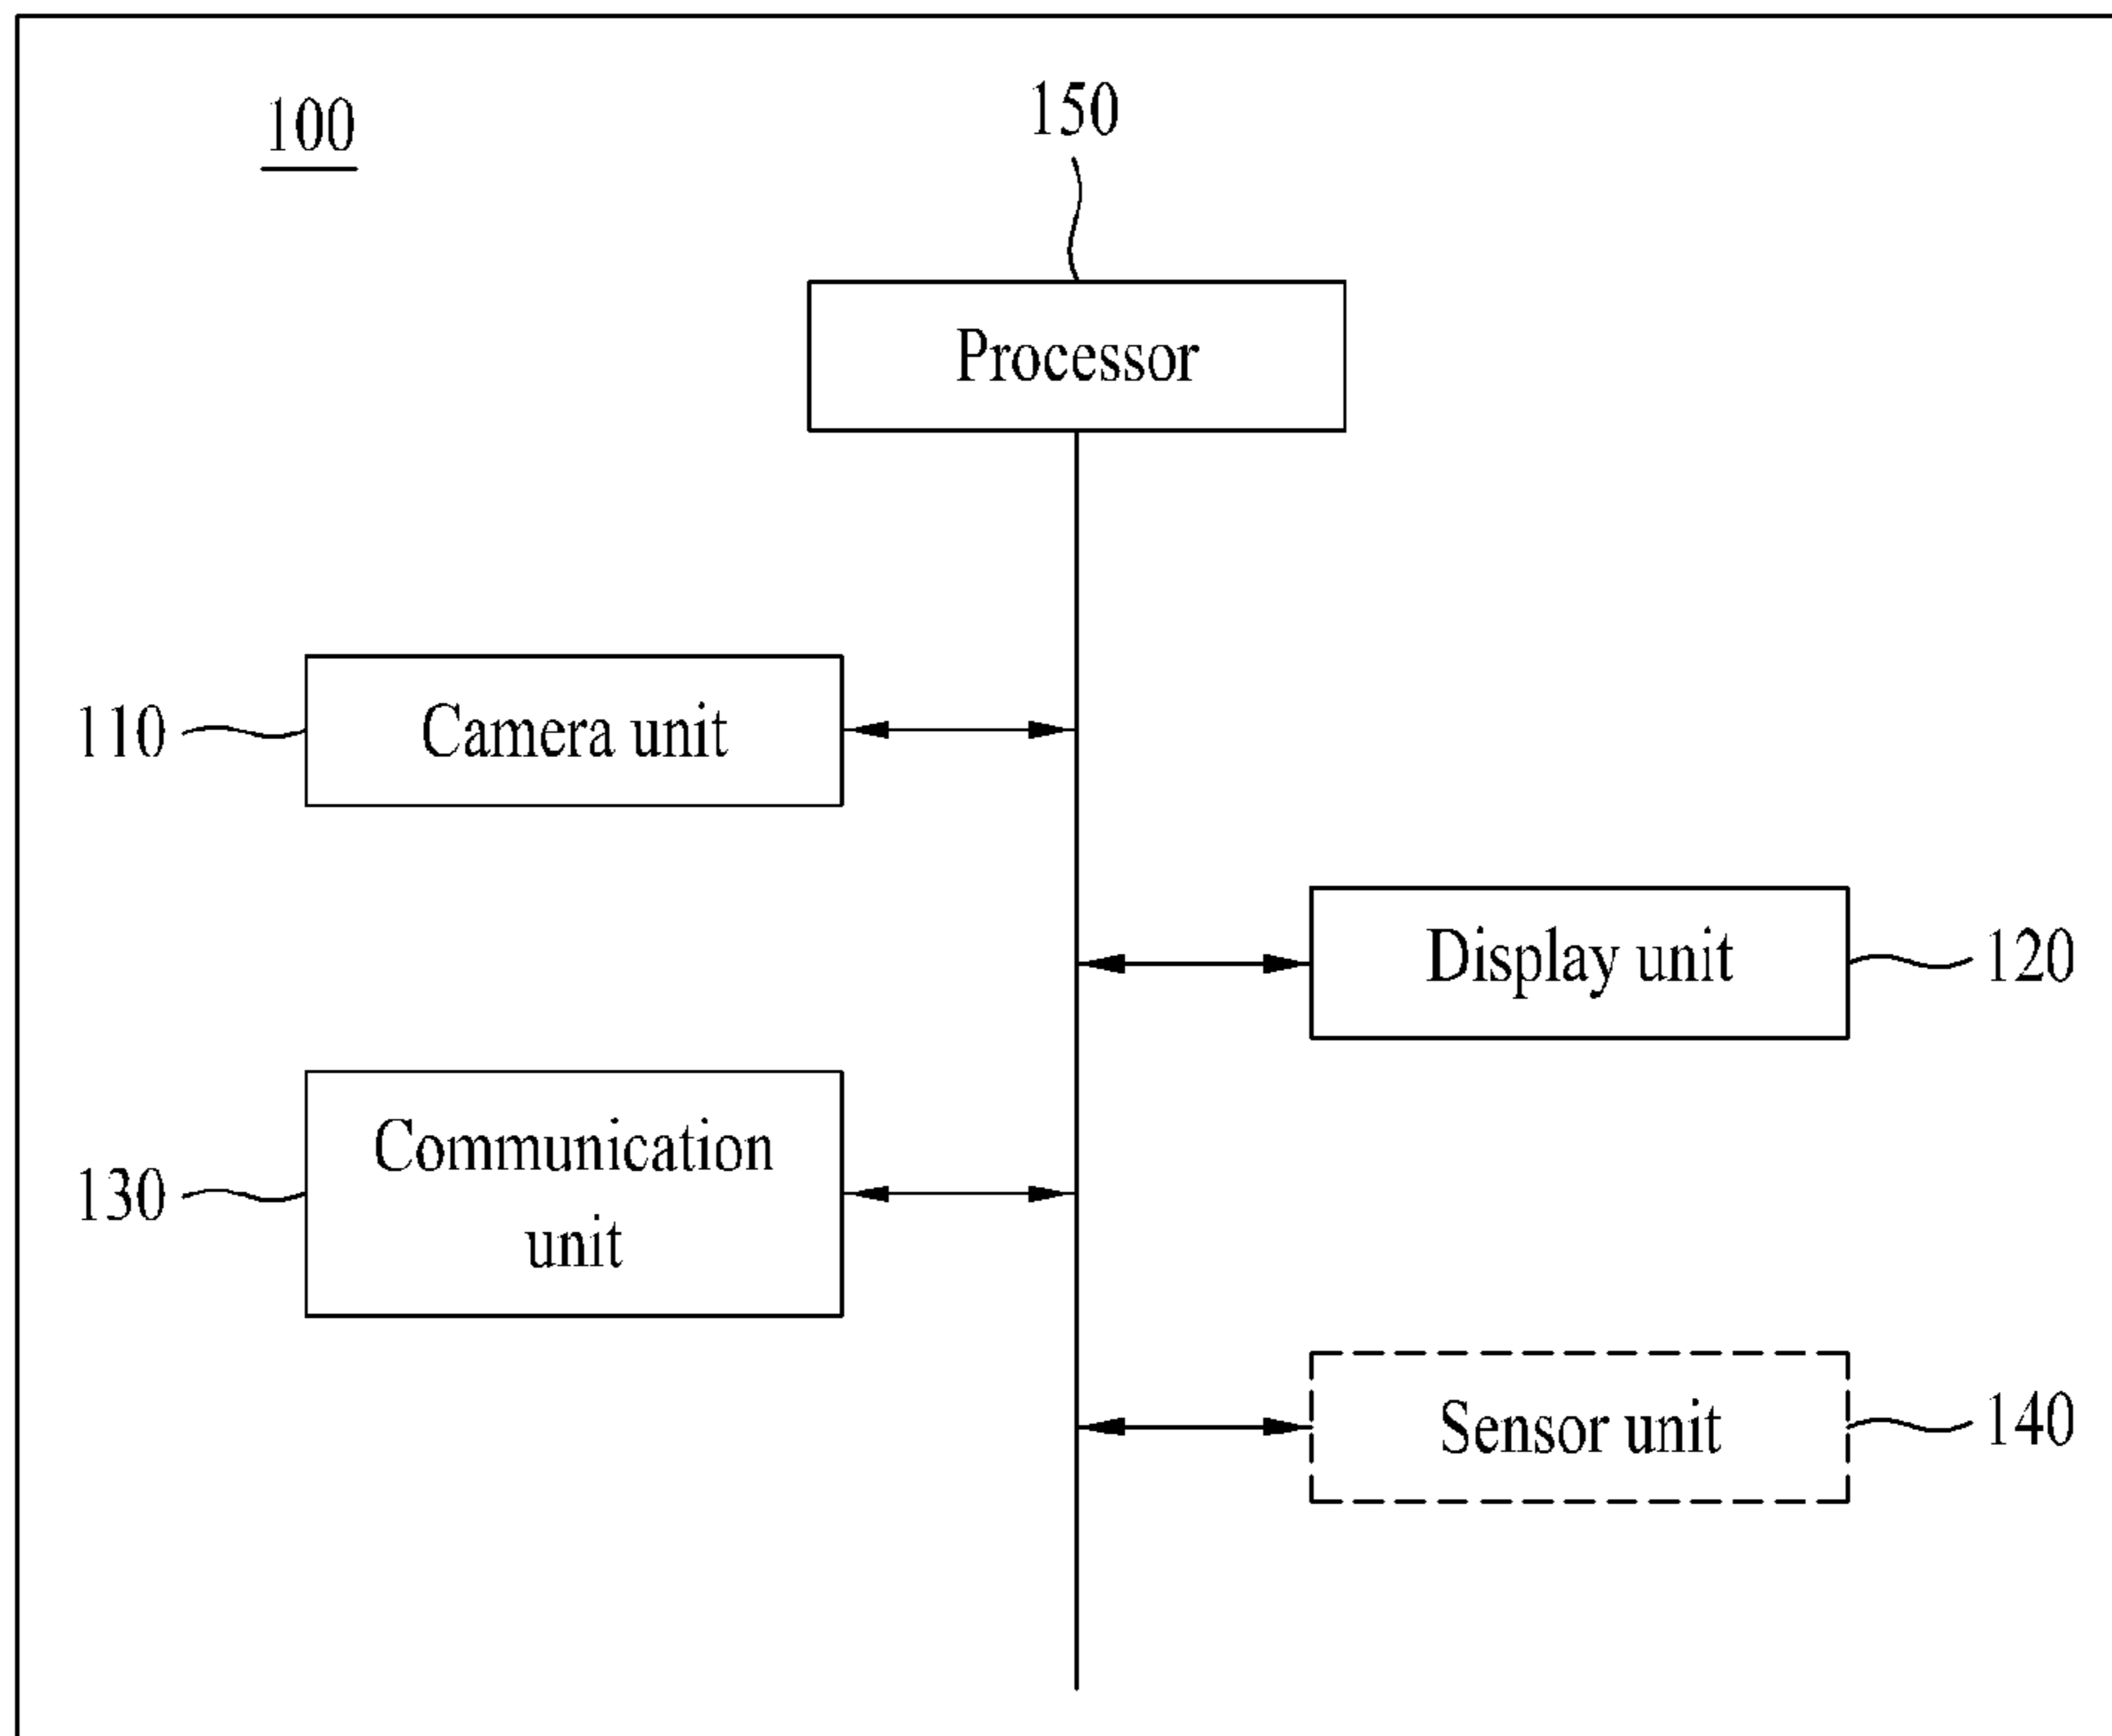 100
150
Processor
110
Camera unit
Display unit
120
130
Communication
unit
Sensor unit
140